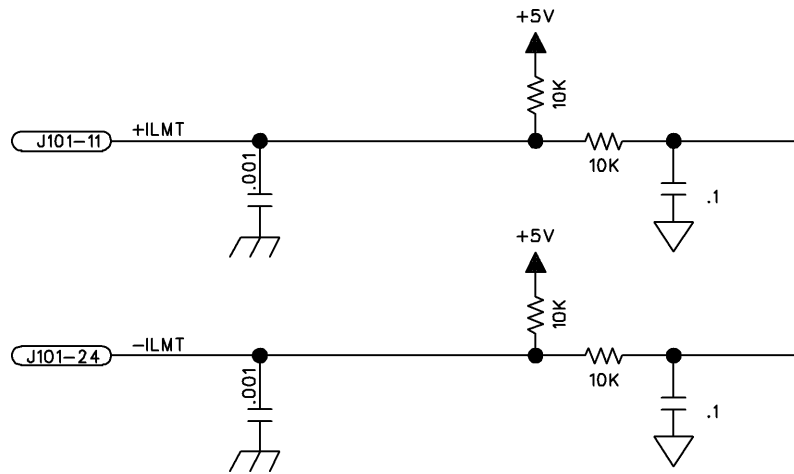 +5V
10K
J101-11
+ILMT
.001
10K
.1
+5V
10K
J101-24
-ILMT
.001
10K
.1